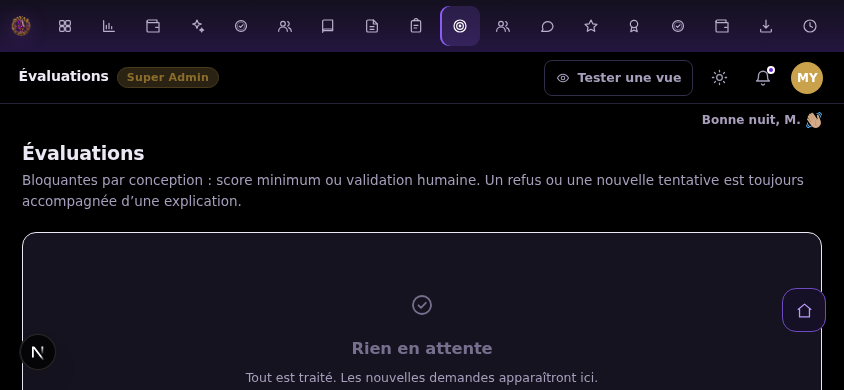 Évaluations
Super Admin
Tester une vue
MY
Bonne nuit, M. 👋🏼
Évaluations
Bloquantes par conception : score minimum ou validation humaine. Un refus ou une nouvelle tentative est toujours
accompagnée d’une explication.
Rien en attente
Tout est traité. Les nouvelles demandes apparaîtront ici.
N